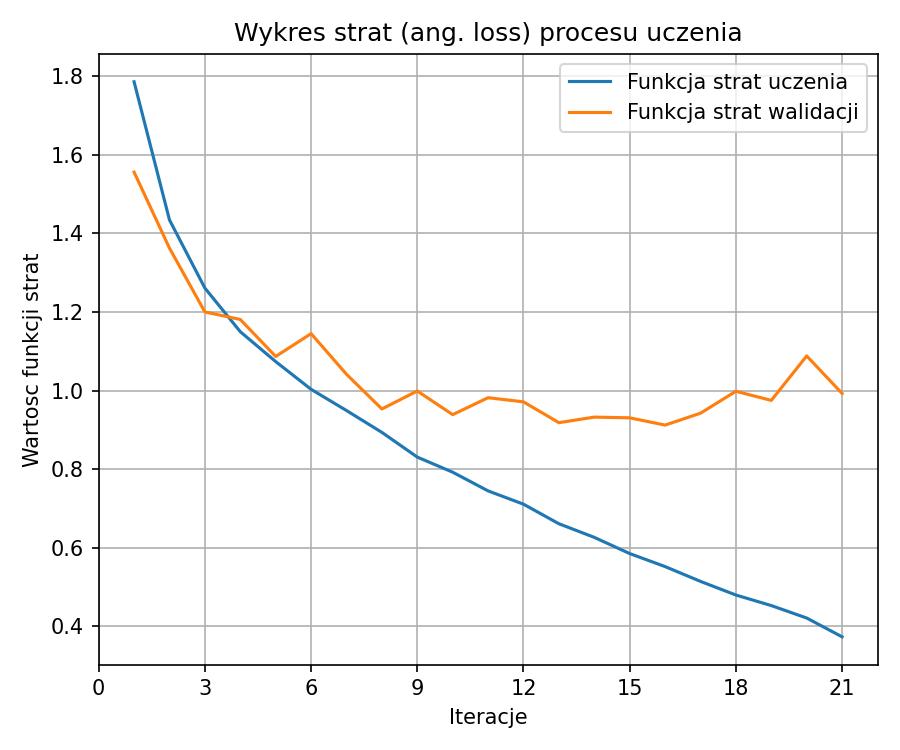 Wykres strat (ang. loss) procesu uczenia
Funkcja strat uczenia
Funkcja strat walidacji
Wartosc funkcji strat
1.8
1.6
1.4
1.2
1.0
0.8
0.6
0.4
0 3 6 9 12 15 18 21
Iteracje